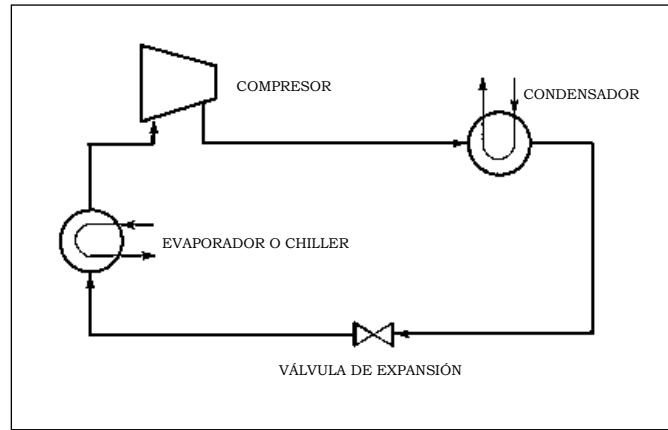 COMPRESOR
CONDENSADOR
EVAPORADOR O CHILLER
VÁLVULA DE EXPANSIÓN